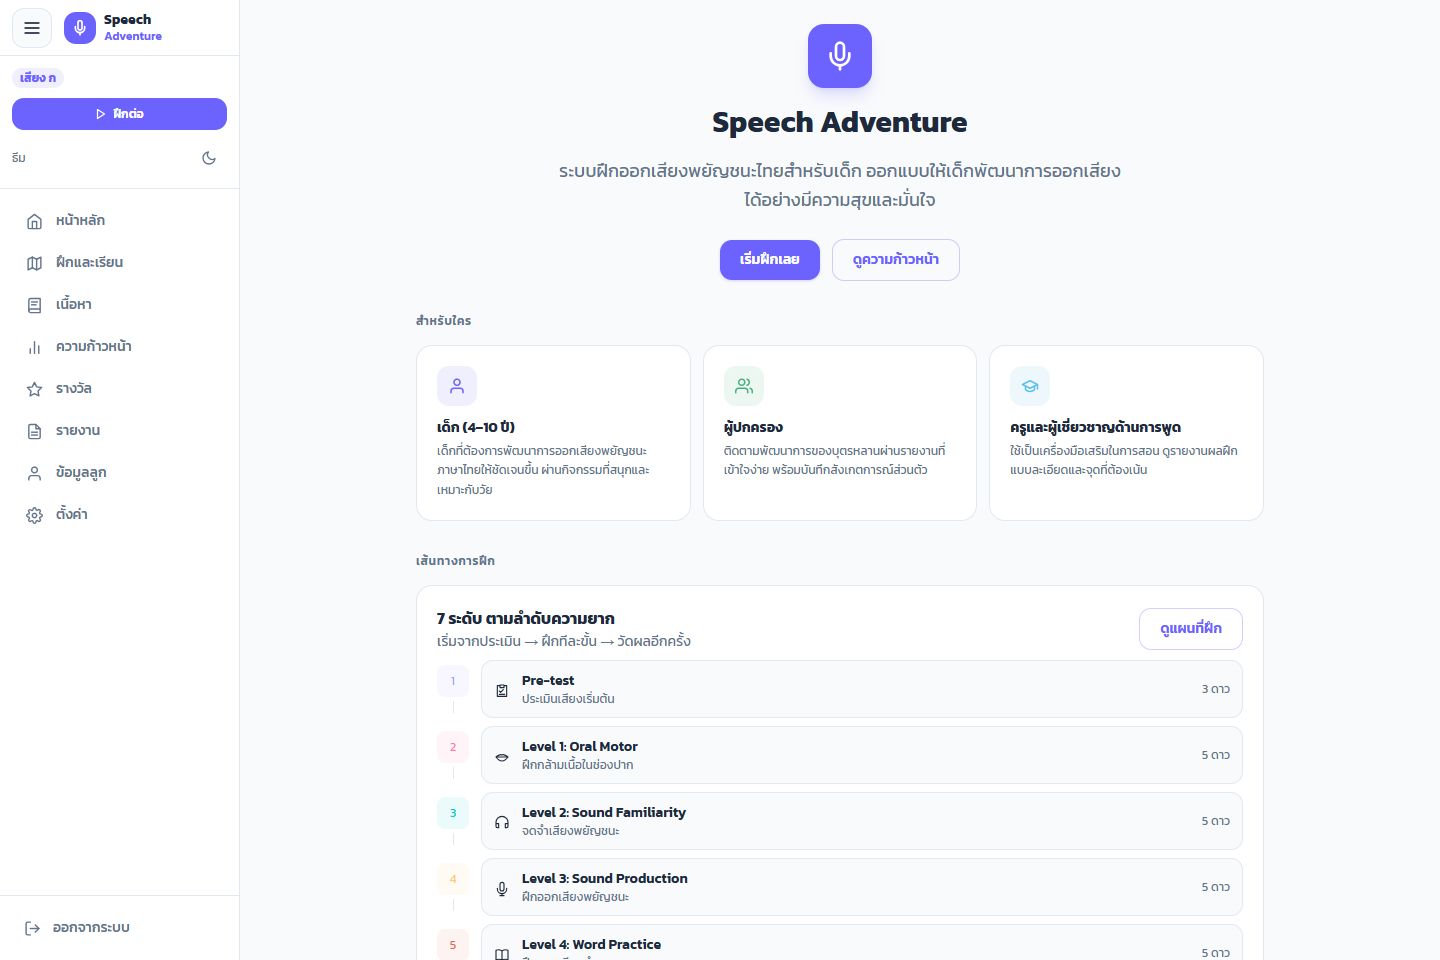 Speech
Adventure
เสียง ก
ฝึกต่อ
ธีม
หน้าหลัก
ฝึกและเรียน
เนื้อหา
ความก้าวหน้า
รางวัล
รายงาน
ข้อมูลลูก
ตั้งค่า
ออกจากระบบ
Speech Adventure
ระบบฝึกออกเสียงพยัญชนะไทยสำหรับเด็ก ออกแบบให้เด็กพัฒนาการออกเสียง
ได้อย่างมีความสุขและมั่นใจ
เริ่มฝึกเลย
ดูความก้าวหน้า
สำหรับใคร
เด็ก (4–10 ปี)
เด็กที่ต้องการพัฒนาการออกเสียงพยัญชนะ
ภาษาไทยให้ชัดเจนขึ้น ผ่านกิจกรรมที่สนุกและ
เหมาะกับวัย
ผู้ปกครอง
ติดตามพัฒนาการของบุตรหลานผ่านรายงานที่
เข้าใจง่าย พร้อมบันทึกสังเกตการณ์ส่วนตัว
ครูและผู้เชี่ยวชาญด้านการพูด
ใช้เป็นเครื่องมือเสริมในการสอน ดูรายงานผลฝึก
แบบละเอียดและจุดที่ต้องเน้น
เส้นทางการฝึก
7 ระดับ ตามลำดับความยาก
เริ่มจากประเมิน → ฝึกทีละขั้น → วัดผลอีกครั้ง
ดูแผนที่ฝึก
1
Pre-test
ประเมินเสียงเริ่มต้น
3 ดาว
2
Level 1: Oral Motor
ฝึกกล้ามเนื้อในช่องปาก
5 ดาว
3
Level 2: Sound Familiarity
จดจำเสียงพยัญชนะ
5 ดาว
4
Level 3: Sound Production
ฝึกออกเสียงพยัญชนะ
5 ดาว
5
Level 4: Word Practice
5 ดาว